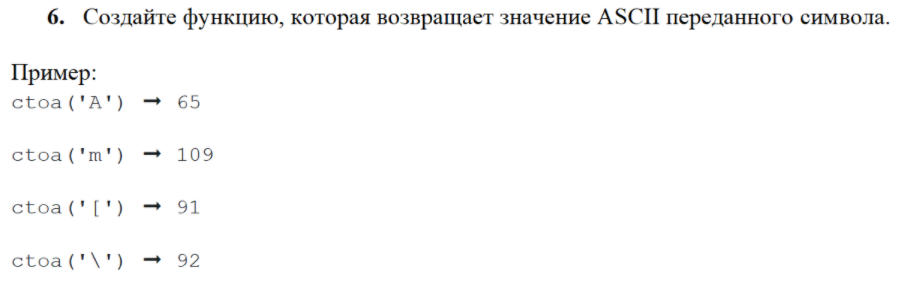 6. Создайте функцию, которая возвращает значение ASCII переданного символа.
Пример:
ctoa('A') ➞ 65
ctoa('m') ➞ 109
ctoa('[') ➞ 91
ctoa('\') ➞ 92